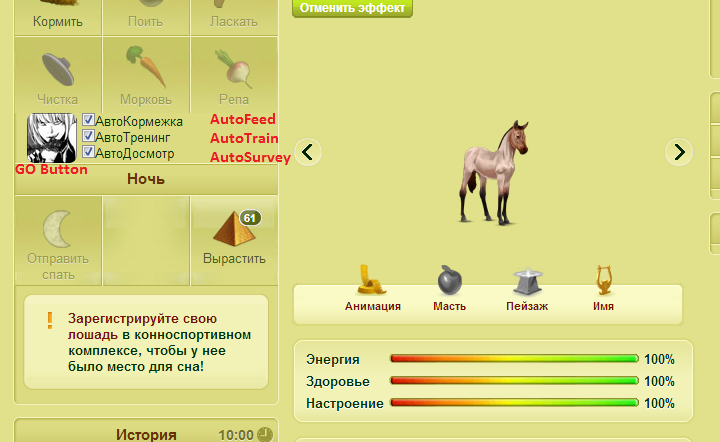 Кормить
Поить
Ласкать
Отменить эффект
Чистка
Морковь
Репа
АвтоКормежка
AutoFeed
АвтоТренинг
AutoTrain
АвтоДосмотр
AutoSurvey
GO Button
Ночь
61
Отправить
спать
Вырастить
Анимация
Масть
Пейзаж
Имя
! Зарегистрируйте свою
лошадь в конноспортивном
комплексе, чтобы у нее
было место для сна!
Энергия 100%
Здоровье 100%
Настроение 100%
История 10:00